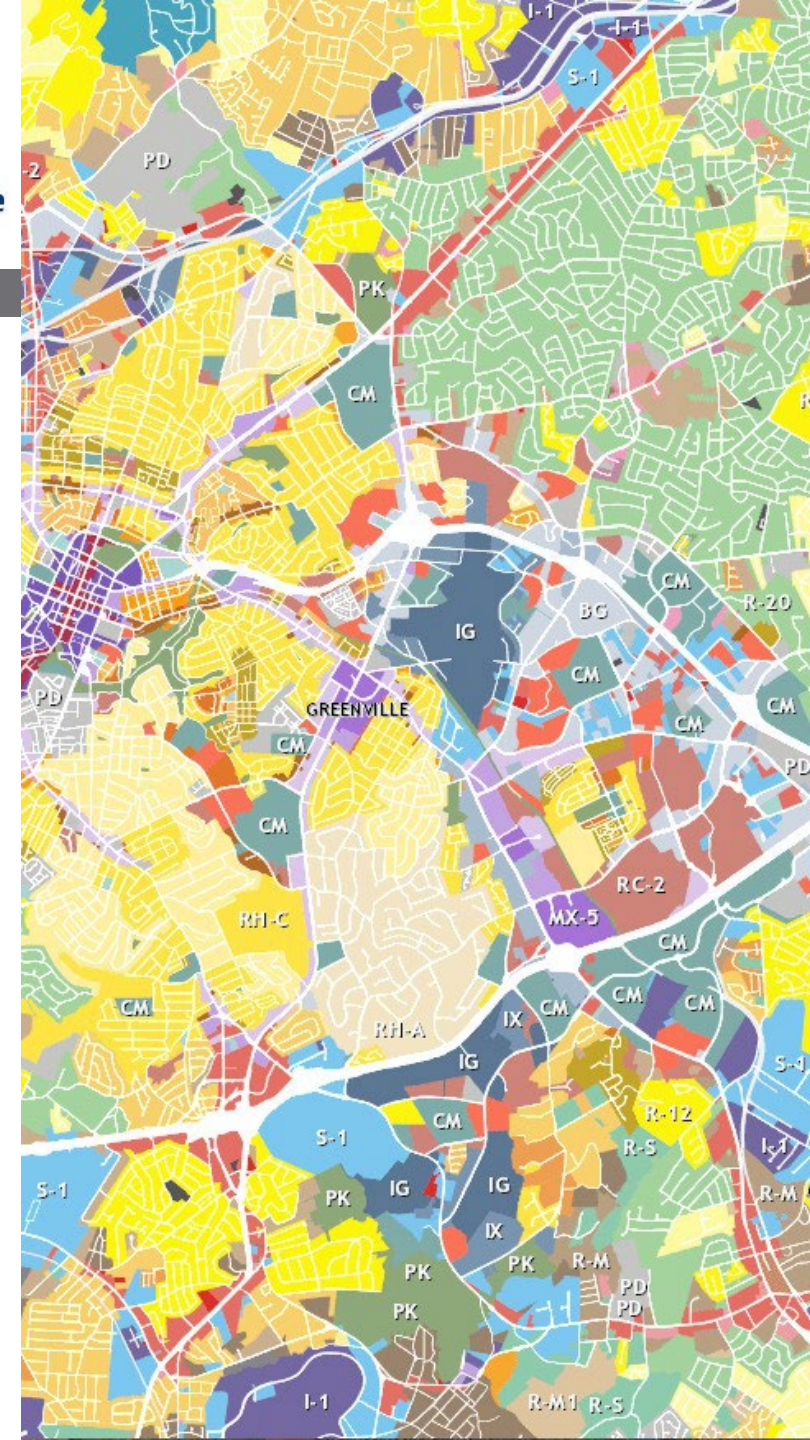 I-1
I-1
S-1
PD
-2
e
PK
CM
R
CM
R-20
BG
IG
CM
PD
CM
CM
GREENVILLE
CM
PD
CM
RC-2
RH-C
MX-5
CM
CM
CM
CM
CM
IX
RH-A
IG
S-1
CM
R-12
S-1
R-S
I-1
S-1
IG
IG
PK
R-M
IX
PK
R-M
PK
PD
PD
PK
I-1
R-M1
R-S